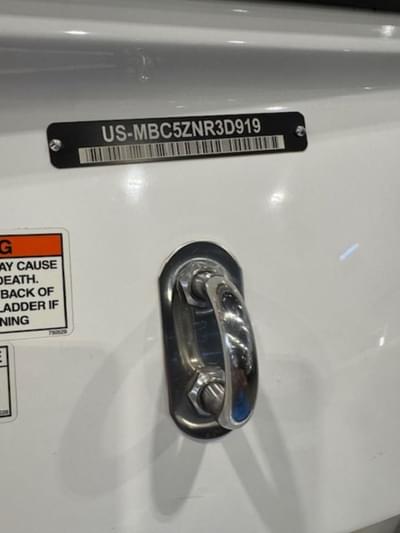 US-MBC5ZNR3D919
G
AY CAUSE
DEATH.
BACK OF
LADDER IF
NING
E